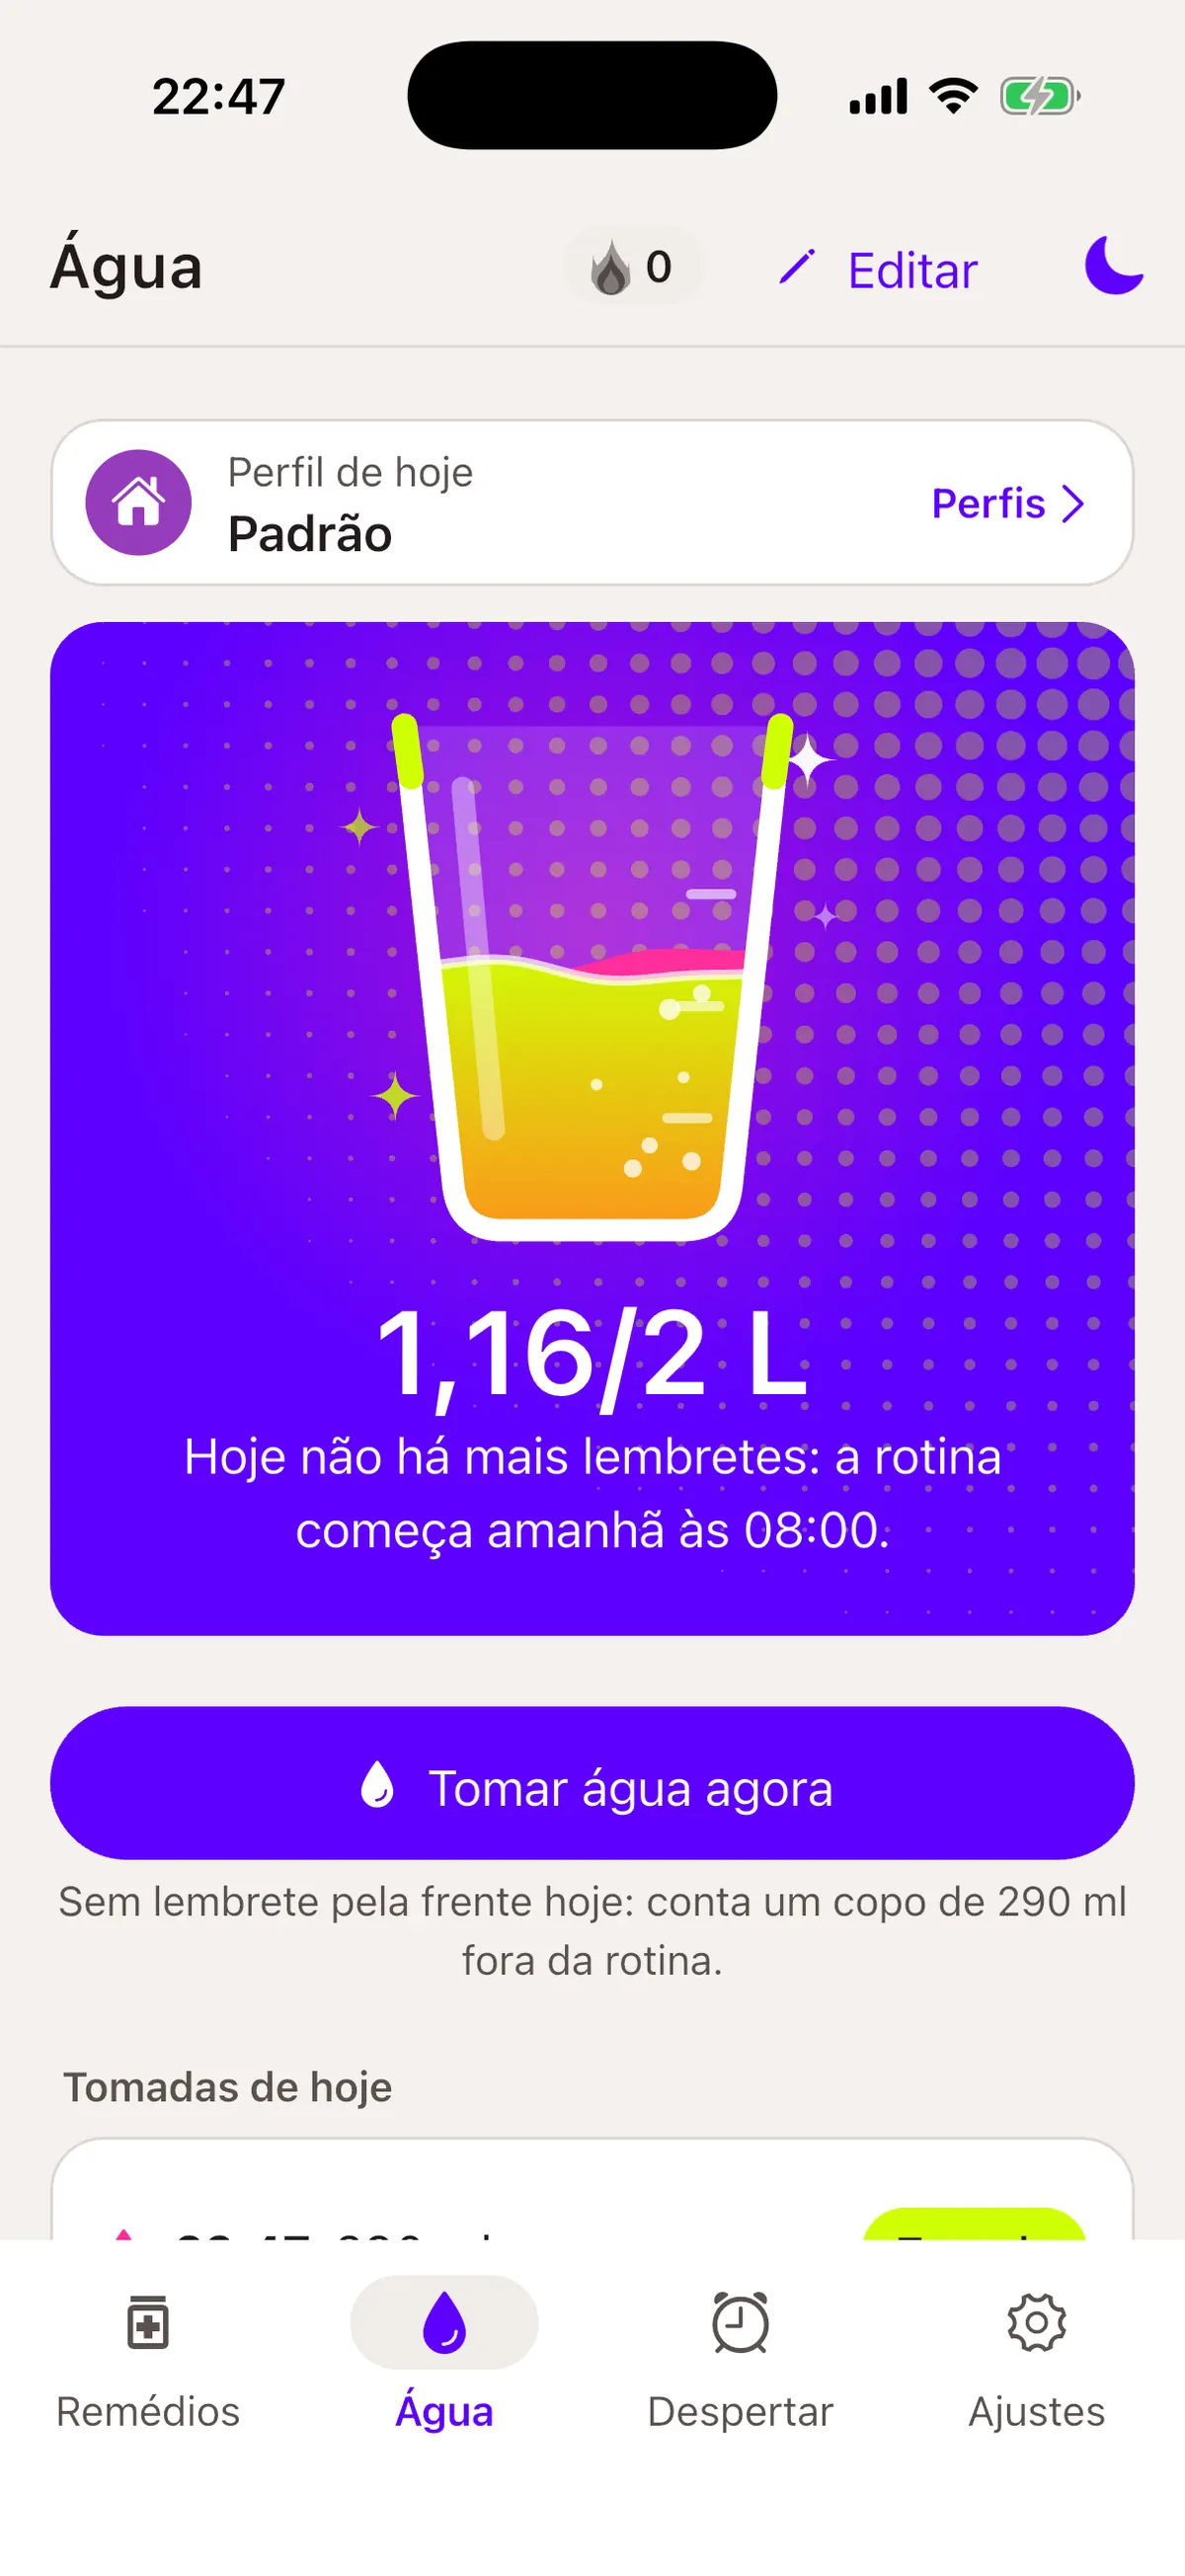 22:47
Água
0
Editar
Perfil de hoje
Padrão
Perfis
1,16/2 L
Hoje não há mais lembretes: a rotina
começa amanhã às 08:00.
Tomar água agora
Sem lembrete pela frente hoje: conta um copo de 290 ml
fora da rotina.
Tomadas de hoje
Remédios
Água
Despertar
Ajustes